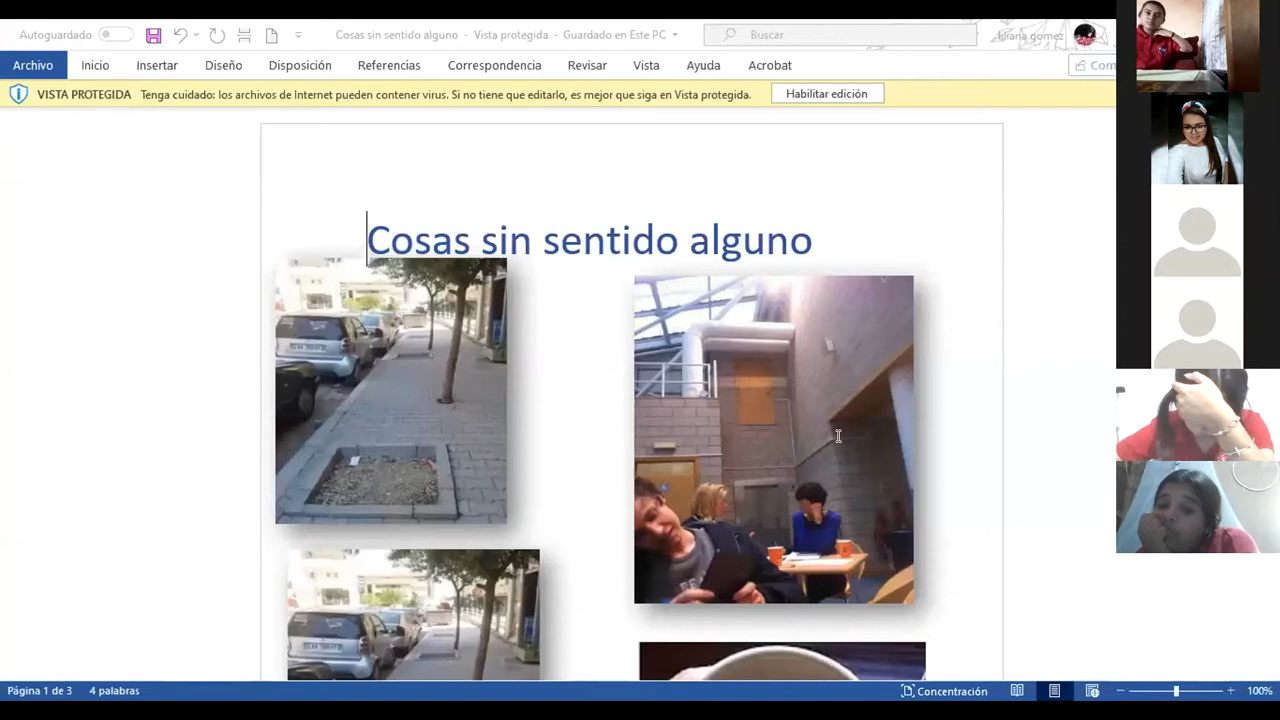 Autoguardado
Cosas sin sentido alguno - Vista protegida - Guardado en Este PC
Buscar
liliana gomez
Archivo Inicio Insertar Diseño Disposición Referencias Correspondencia Revisar Vista Ayuda Acrobat
VISTA PROTEGIDA Tenga cuidado: los archivos de Internet pueden contener virus. Si no tiene que editarlo, es mejor que siga en Vista protegida. Habilitar edición
Cosas sin sentido alguno
Página 1 de 3 4 palabras Concentración 100%